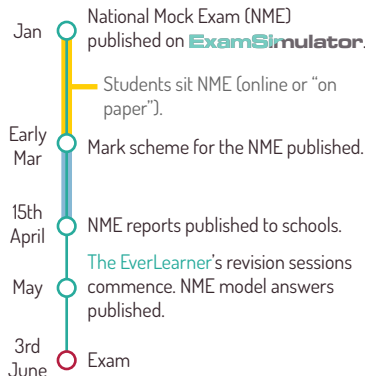 Jan
National Mock Exam (NME)
published on ExamSimulator.
Students sit NME (online or “on
paper”).
Early
Mar
Mark scheme for the NME published.
15th
April
NME reports published to schools.
The EverLearner’s revision sessions
May
commence. NME model answers
published.
3rd
June
Exam